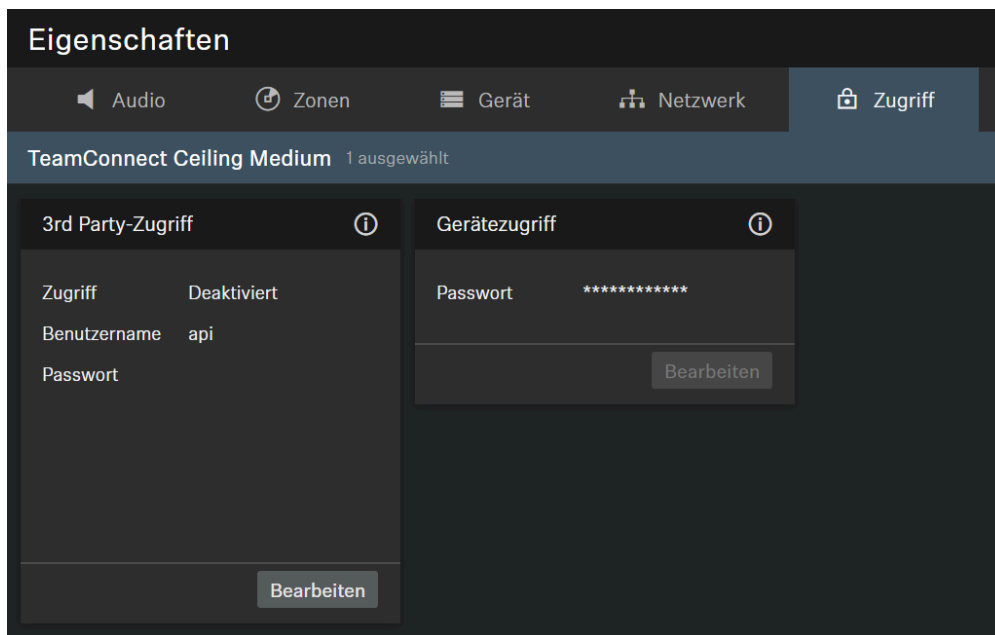 Eigenschaften
Audio
Zonen
Gerät
Netzwerk
Zugriff
TeamConnect Ceiling Medium 1 ausgewählt
3rd Party-Zugriff
Zugriff Deaktiviert
Benutzername api
Passwort
Bearbeiten
Gerätezugriff
Passwort ************
Bearbeiten